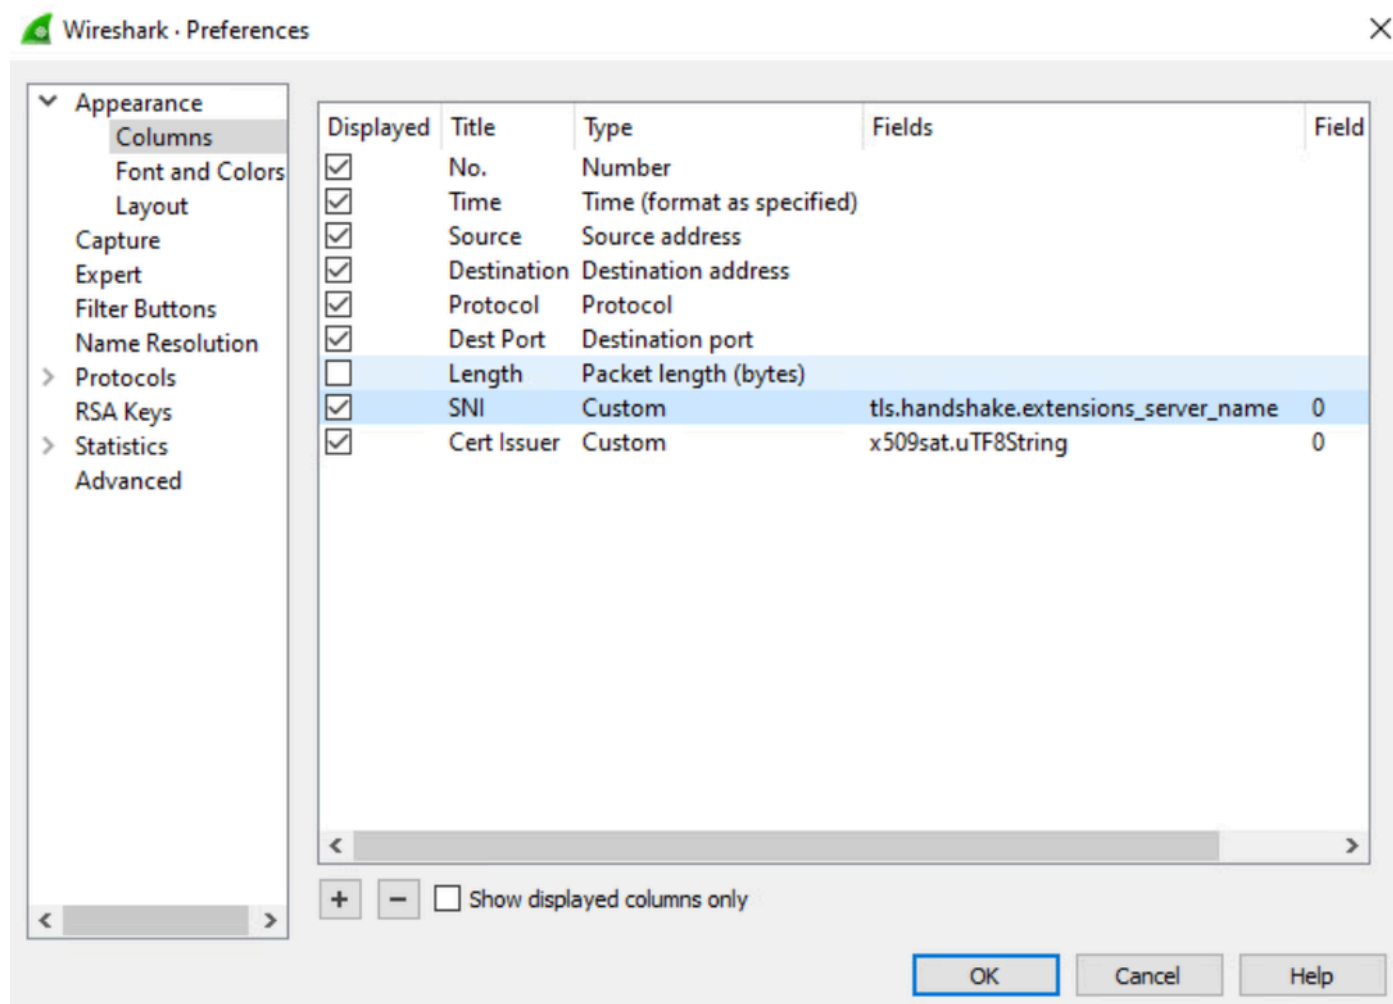 Wireshark · Preferences
Appearance
Columns
Font and Colors
Layout
Capture
Expert
Filter Buttons
Name Resolution
Protocols
RSA Keys
Statistics
Advanced
Displayed Title Type Fields Field
No. Number
Time Time (format as specified)
Source Source address
Destination Destination address
Protocol Protocol
Dest Port Destination port
Length Packet length (bytes)
SNI Custom tls.handshake.extensions_server_name 0
Cert Issuer Custom x509sat.uTF8String 0
Show displayed columns only
OK Cancel Help